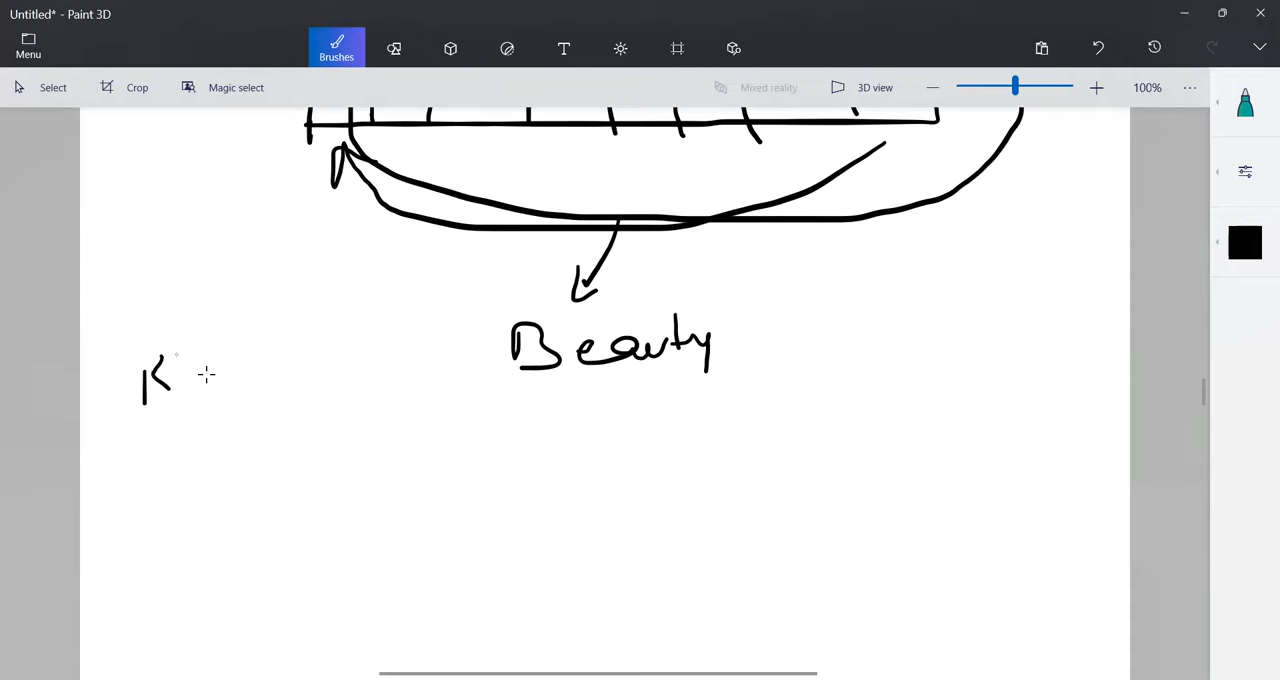 Untitled* - Paint 3D
Menu
Brushes
Select
Crop
Magic select
Mixed reality
3D view
100%
Beauty
K